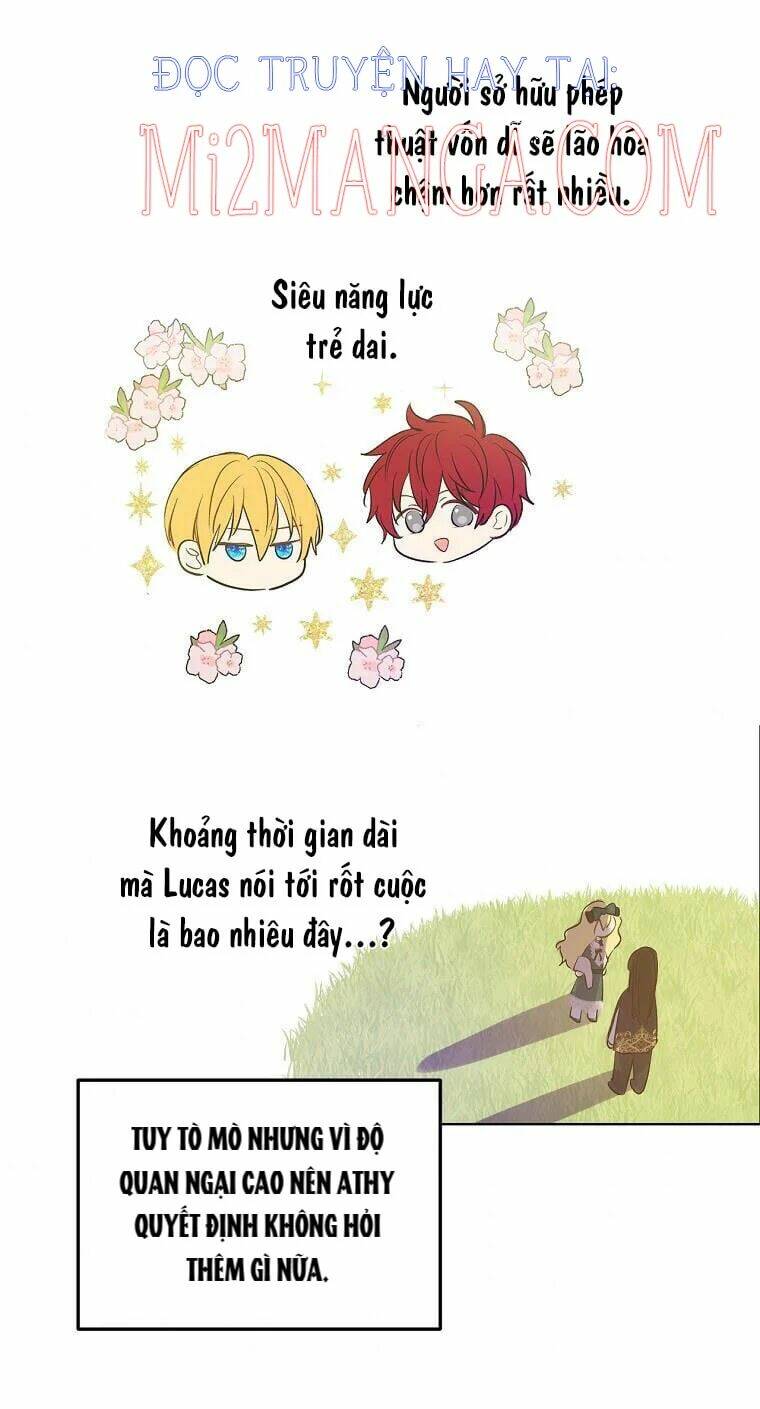 ĐỌC TRUYỆN HAY TẠI:
Người sở hữu phép
thuật vốn dĩ sẽ lão hóa
Mi2MANGA.COM
chậm hơn rất nhiều.
Siêu năng lực
trẻ dai.
Khoảng thời gian dài
mà Lucas nói tới rốt cuộc
là bao nhiêu đây...?
TUY TÒ MÒ NHƯNG VÌ ĐỘ
QUAN NGẠI CAO NÊN ATHY
QUYẾT ĐỊNH KHÔNG HỎI
THÊM GÌ NỮA.